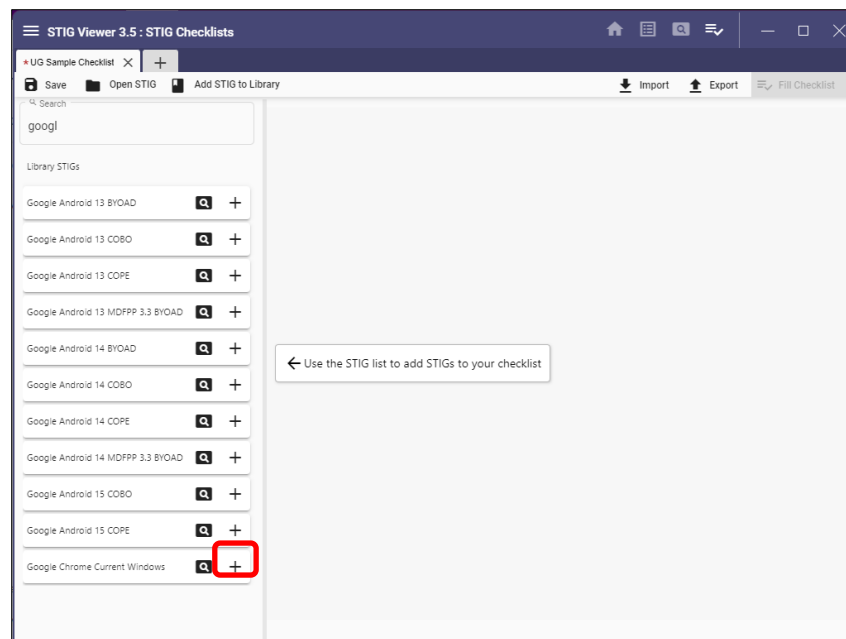 STIG Viewer 3.5 : STIG Checklists
* UG Sample Checklist
Save Open STIG Add STIG to Library Import Export Fill Checklist
Search
googl
Library STIGs
Google Android 13 BYOAD
Google Android 13 COBO
Google Android 13 COPE
Google Android 13 MDFPP 3.3 BYOAD
Google Android 14 BYOAD
Use the STIG list to add STIGs to your checklist
Google Android 14 COBO
Google Android 14 COPE
Google Android 14 MDFPP 3.3 BYOAD
Google Android 15 COBO
Google Android 15 COPE
Google Chrome Current Windows